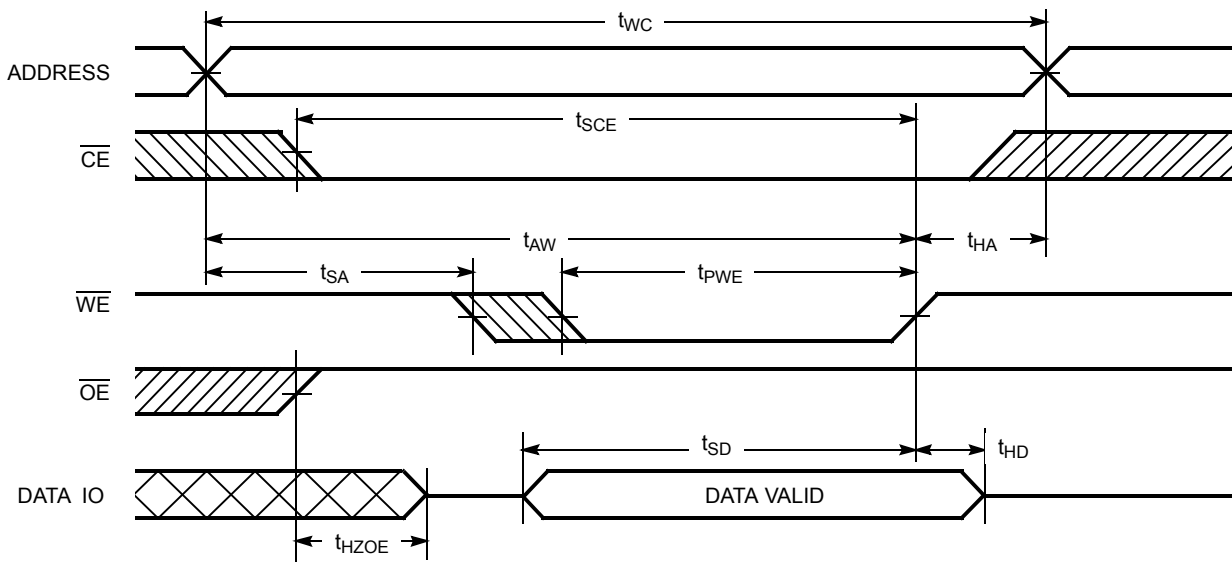 tWC
ADDRESS
tSCE
CE
tAW
tHA
tSA
tPWE
WE
OE
tSD
tHD
DATA IO
DATA VALID
tHZOE